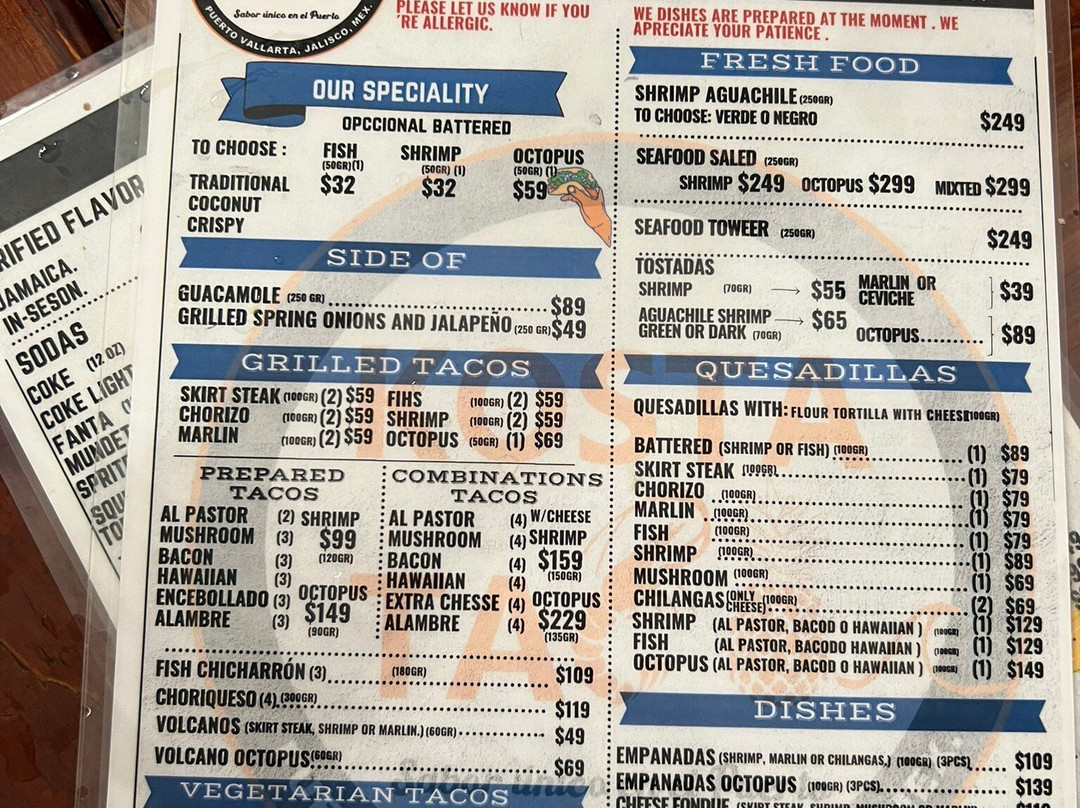 Sabor único en el Puerto
PUERTO VALLARTA, JALISCO, MEX.
PLEASE LET US KNOW IF YOU
'RE ALLERGIC.
OUR SPECIALITY
OPCCIONAL BATTERED
TO CHOOSE : FISH SHRIMP OCTOPUS
(50GR)(1) (50GR) (1) (50GR) (1)
TRADITIONAL $32 $32 $59
COCONUT
CRISPY
SIDE OF
GUACAMOLE (250 GR) $89
GRILLED SPRING ONIONS AND JALAPEÑO (250 GR) $49
GRILLED TACOS
SKIRT STEAK (100GR) (2) $59 FIHS (100GR) (2) $59
CHORIZO (100GR) (2) $59 SHRIMP (100GR) (2) $59
MARLIN (100GR) (2) $59 OCTOPUS (50GR) (1) $69
PREPARED
TACOS
AL PASTOR (2) SHRIMP
MUSHROOM (3) $99
BACON (3) (120GR)
HAWAIIAN (3)
ENCEBOLLADO (3) OCTOPUS
ALAMBRE (3) $149
(90GR)
COMBINATIONS
TACOS
AL PASTOR (4) W/CHEESE
MUSHROOM (4) SHRIMP
BACON (4) $159
HAWAIIAN (4) (150GR)
EXTRA CHESSE (4) OCTOPUS
ALAMBRE (4) $229
(135GR)
FISH CHICHARRÓN (3) (180GR) $109
CHORIQUESO (4) (300GR) $119
VOLCANOS (SKIRT STEAK, SHRIMP OR MARLIN.) (60GR) $49
VOLCANO OCTOPUS (60GR) $69
VEGETARIAN TACOS
WE DISHES ARE PREPARED AT THE MOMENT . WE
APRECIATE YOUR PATIENCE .
FRESH FOOD
SHRIMP AGUACHILE (250GR)
TO CHOOSE: VERDE O NEGRO $249
SEAFOOD SALED (250GR)
SHRIMP $249 OCTOPUS $299 MIXTED $299
SEAFOOD TOWEER (250GR) $249
TOSTADAS
SHRIMP (70GR) → $55 MARLIN OR
CEVICHE $39
AGUACHILE SHRIMP → $65
GREEN OR DARK (70GR) OCTOPUS........... $89
QUESADILLAS
QUESADILLAS WITH: FLOUR TORTILLA WITH CHEESE(100GR)
BATTERED (SHRIMP OR FISH) (100GR) (1) $89
SKIRT STEAK (100GR) (1) $79
CHORIZO (100GR) (1) $79
MARLIN (100GR) (1) $79
FISH (100GR) (1) $79
SHRIMP (100GR) (1) $89
MUSHROOM (100GR) (1) $69
CHILANGAS (ONLY CHEESE) (100GR) (2) $69
SHRIMP (AL PASTOR, BACOD O HAWAIIAN ) (100GR) (1) $129
FISH (AL PASTOR, BACODO HAWAIIAN ) (100GR) (1) $129
OCTOPUS (AL PASTOR, BACOD O HAWAIIAN ) (100GR) (1) $149
DISHES
EMPANADAS (SHRIMP, MARLIN OR CHILANGAS,) (100GR) (3PCS) $109
EMPANADAS OCTOPUS (100GR) (3PCS) $139
CHEESE FONDUE
KOSTA
RIFIED FLAVOR
JAMAICA.
IN-SESON.
SODAS
(12 OZ)
COKE
COKE LIGHT
FANTA
MUNDET
SPRIT
SQU
TO